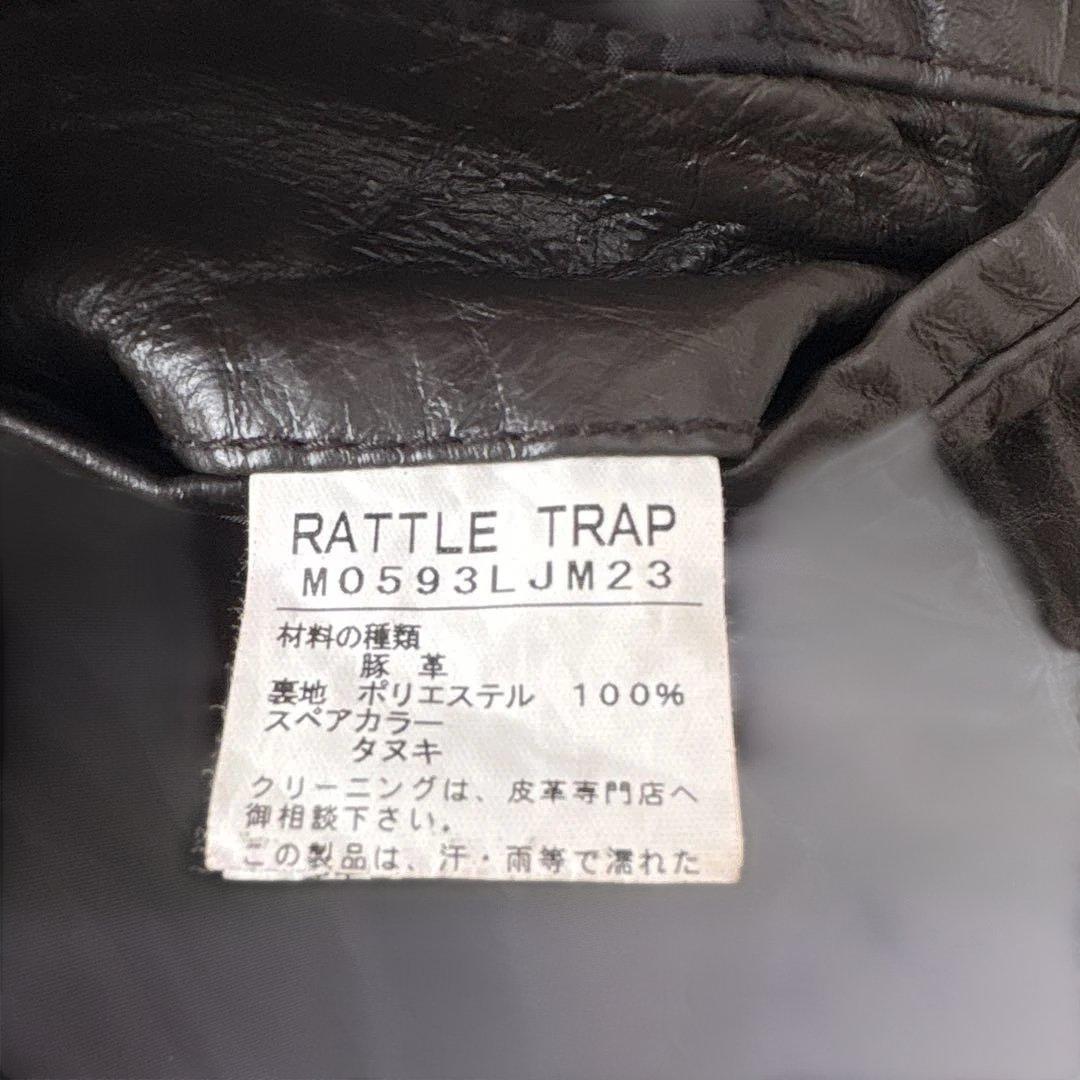 RATTLE TRAP
M0593LJM23
材料の種類
豚 革
裏地 ポリエステル 100%
スペアカラー
タヌキ
クリーニングは、皮革専門店へ
御相談下さい。
この製品は、汗・雨等で濡れた